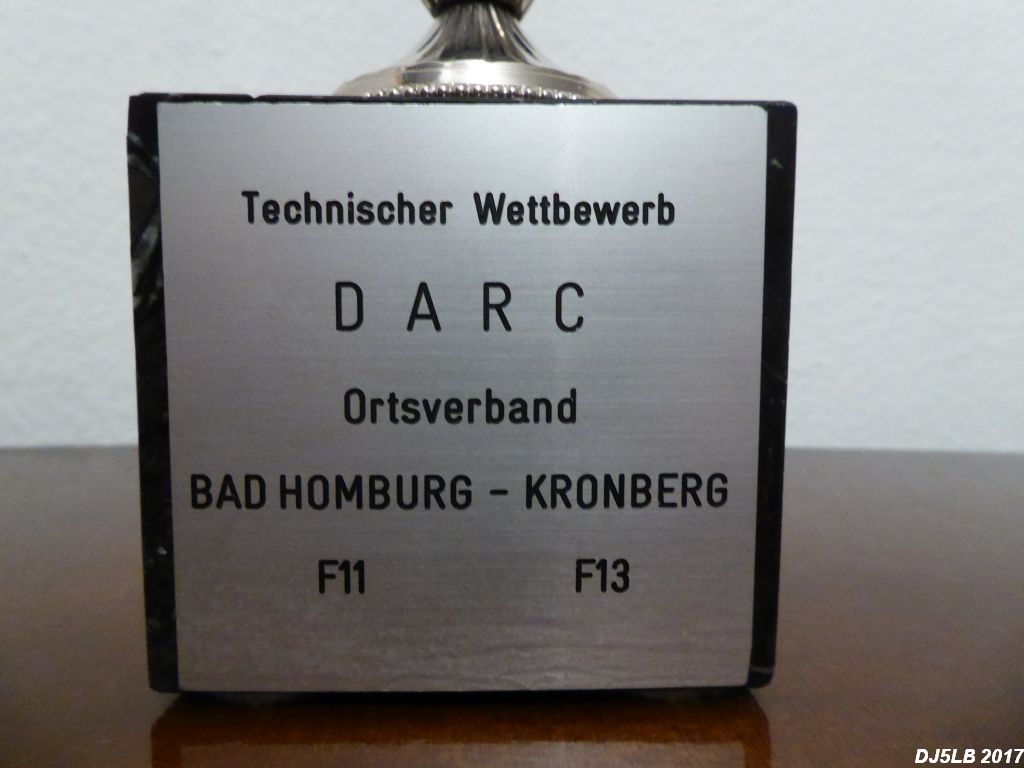 Technischer Wettbewerb
D A R C
Ortsverband
BAD HOMBURG - KRONBERG
F11 F13
DJ5LB 2017